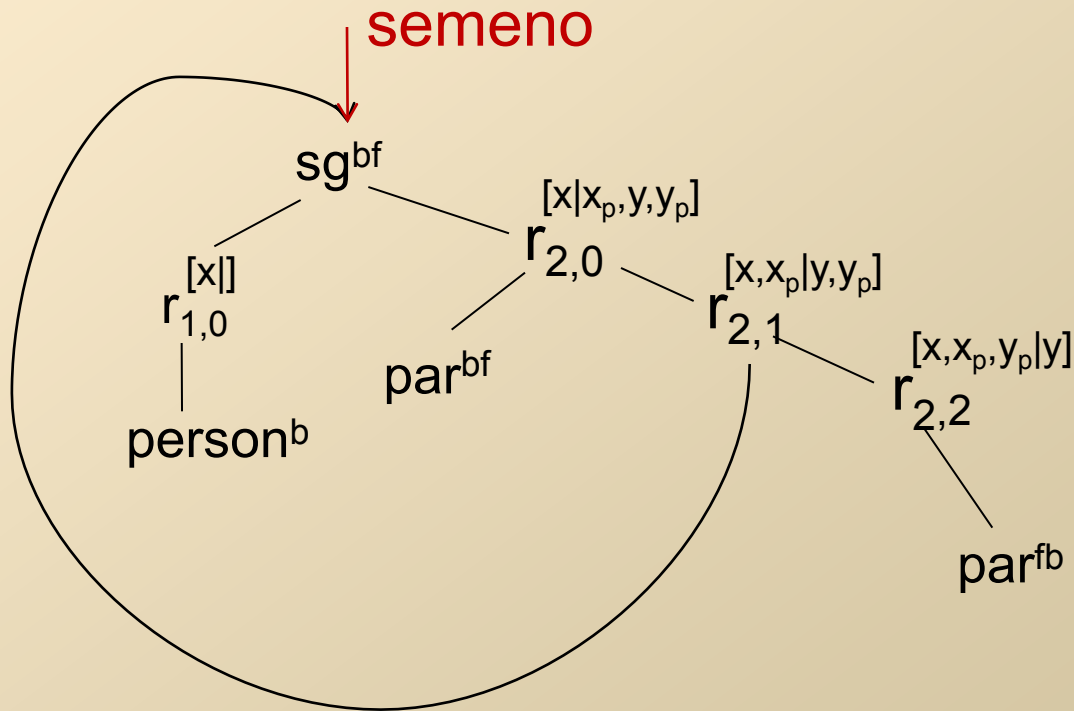 semeno
sg^bf
r_2,0^[x|x_p,y,y_p]
r_1,0^[x|]
r_2,1^[x,x_p|y,y_p]
par^bf
r_2,2^[x,x_p,y_p|y]
person^b
par^fb